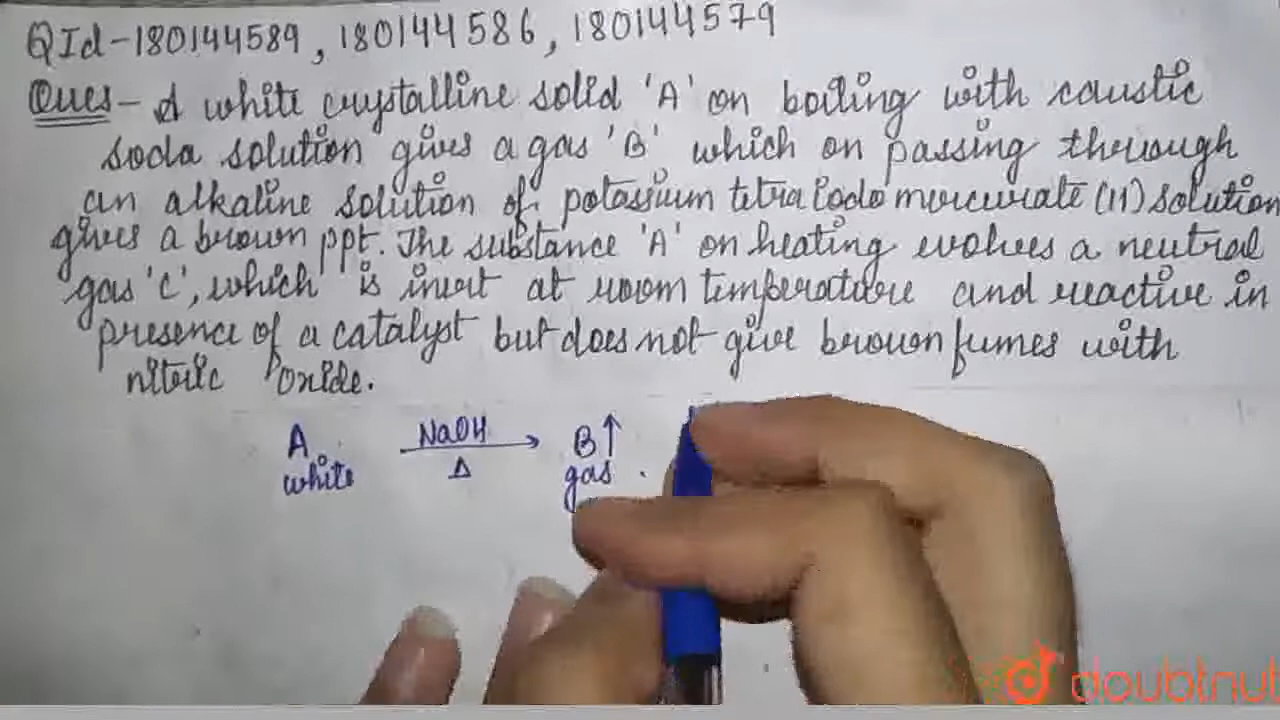 QId-180144589, 180144586, 180144579
Ques - A white crystalline solid 'A' on boiling with caustic
soda solution gives a gas 'B' which on passing through
an alkaline solution of potassium tetraiodomercurate (11) solution
gives a brown ppt. The substance 'A' on heating evolves a neutral
gas 'C', which is inert at room temperature and reactive in
presence of a catalyst but does not give brown fumes with
nitric oxide.
A NaOH B↑
white Δ gas
doubtnut